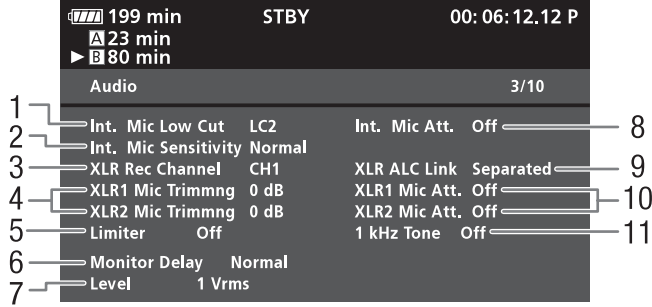 199 min STBY 00:06:12.12 P
A 23 min
B 80 min
Audio 3/10
1 Int. Mic Low Cut LC2 Int. Mic Att. Off 8
2 Int. Mic Sensitivity Normal
3 XLR Rec Channel CH1 XLR ALC Link Separated 9
4 XLR1 Mic Trimmng 0 dB XLR1 Mic Att. Off 10
XLR2 Mic Trimmng 0 dB XLR2 Mic Att. Off
5 Limiter Off 1 kHz Tone Off 11
6 Monitor Delay Normal
7 Level 1 Vrms